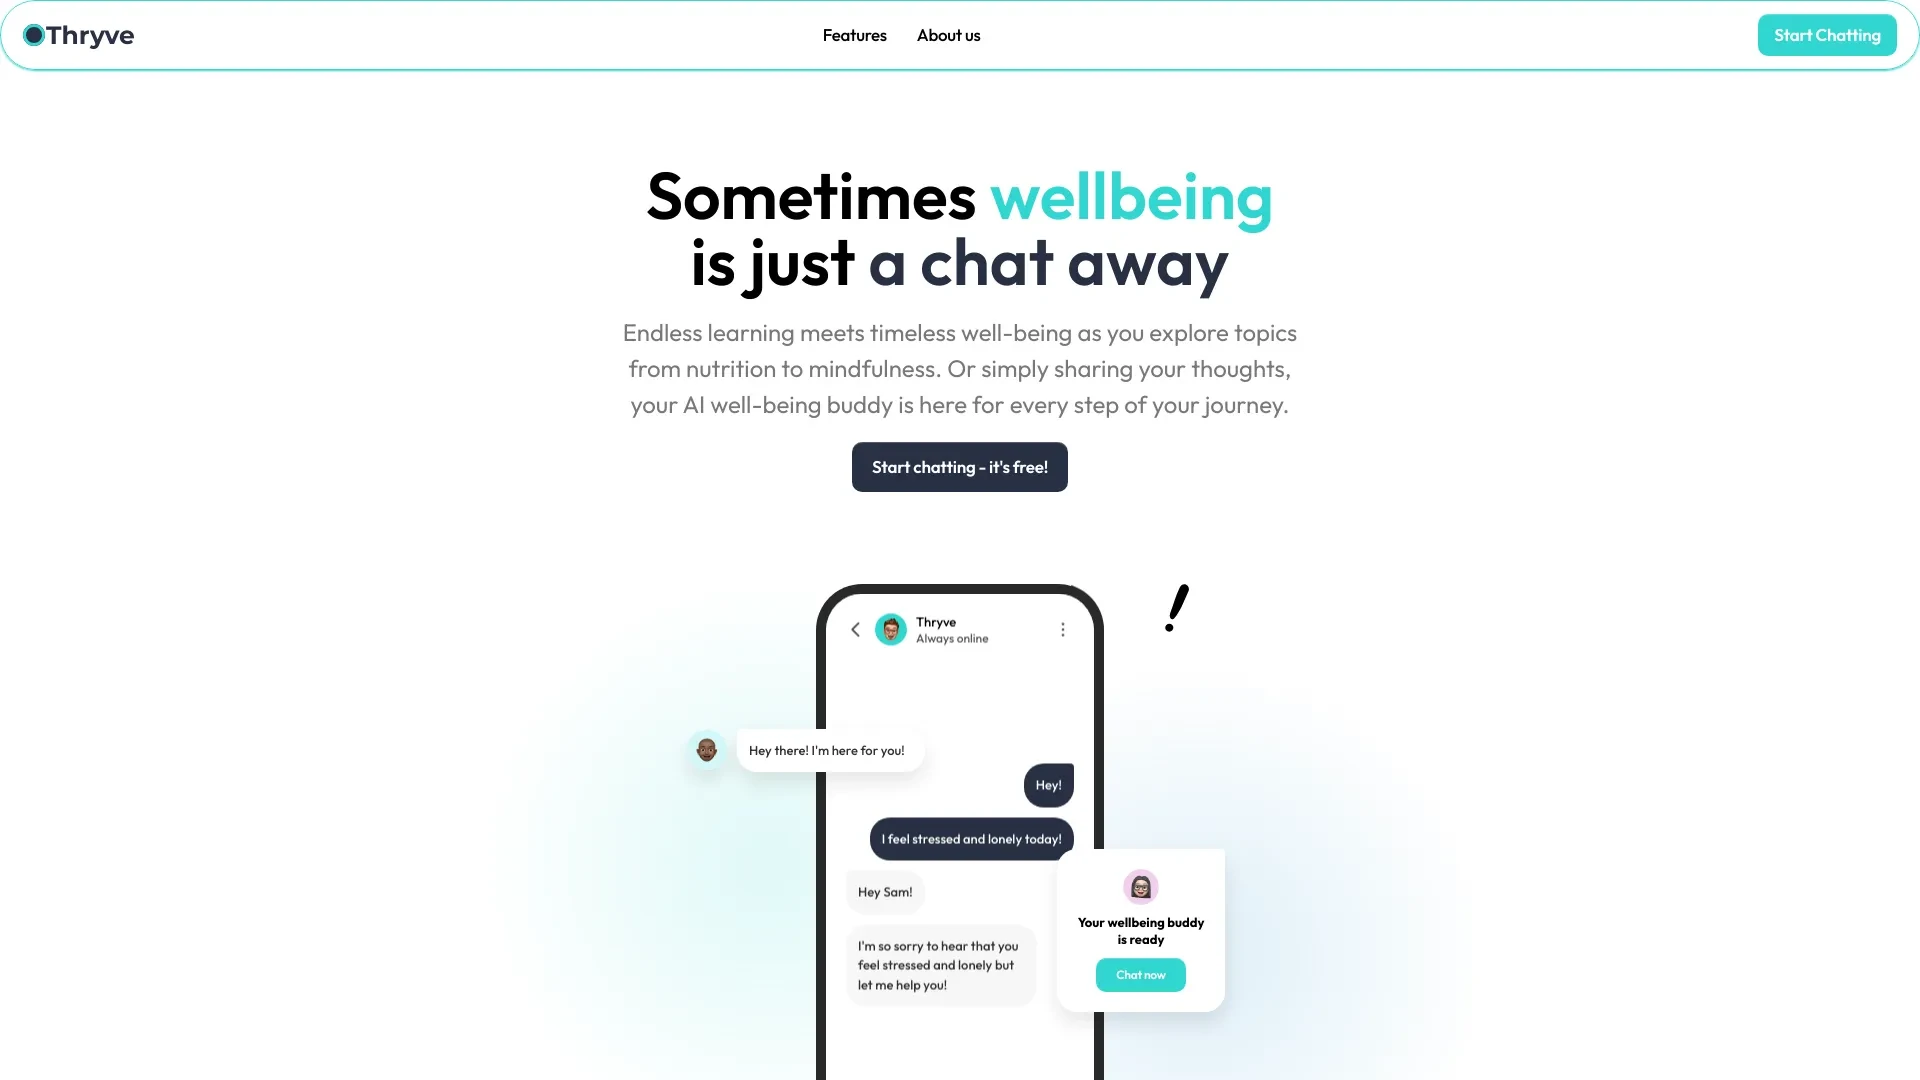 Thryve
Features
About us
Start Chatting
Sometimes wellbeing
is just a chat away
Endless learning meets timeless well-being as you explore topics
from nutrition to mindfulness. Or simply sharing your thoughts,
your AI well-being buddy is here for every step of your journey.
Start chatting - it's free!
!
Thryve
Always online
Hey there! I'm here for you!
Hey!
I feel stressed and lonely today!
Hey Sam!
I'm so sorry to hear that you
feel stressed and lonely but
let me help you!
Your wellbeing buddy
is ready
Chat now